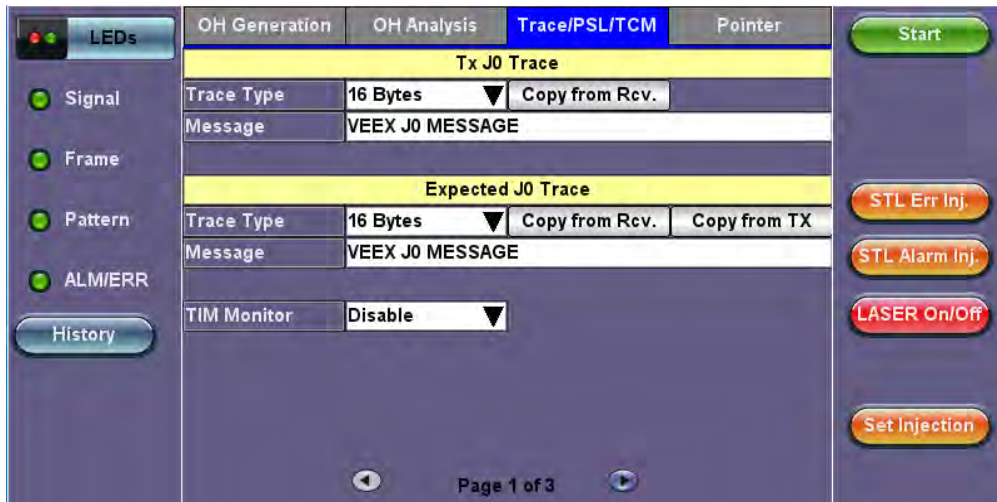 LEDs
Signal
Frame
Pattern
ALM/ERR
History
OH Generation OH Analysis Trace/PSL/TCM Pointer
Tx J0 Trace
Trace Type 16 Bytes Copy from Rcv.
Message VEEX J0 MESSAGE
Expected J0 Trace
Trace Type 16 Bytes Copy from Rcv. Copy from TX
Message VEEX J0 MESSAGE
TIM Monitor Disable
Page 1 of 3
Start
STL Err Inj.
STL Alarm Inj.
LASER On/Off
Set Injection